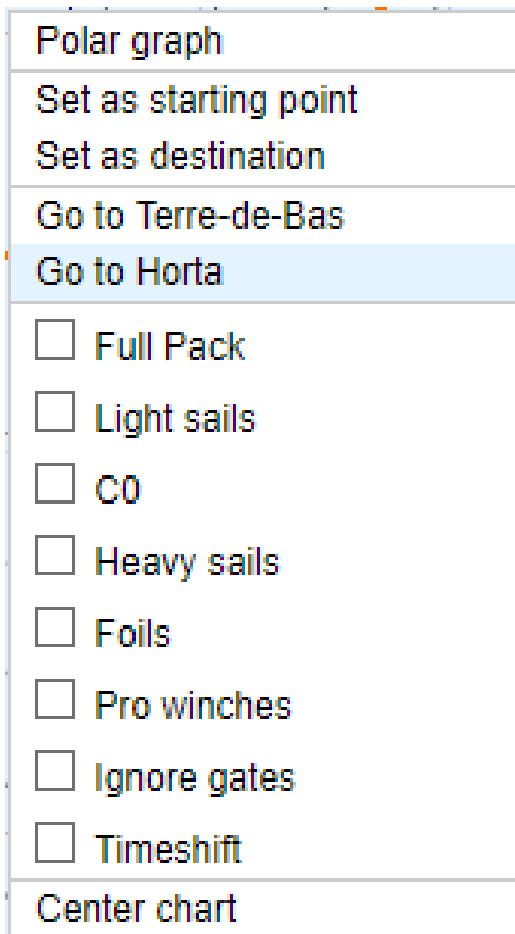 Polar graph
Set as starting point
Set as destination
Go to Terre-de-Bas
Go to Horta
Full Pack
Light sails
C0
Heavy sails
Foils
Pro winches
Ignore gates
Timeshift
Center chart